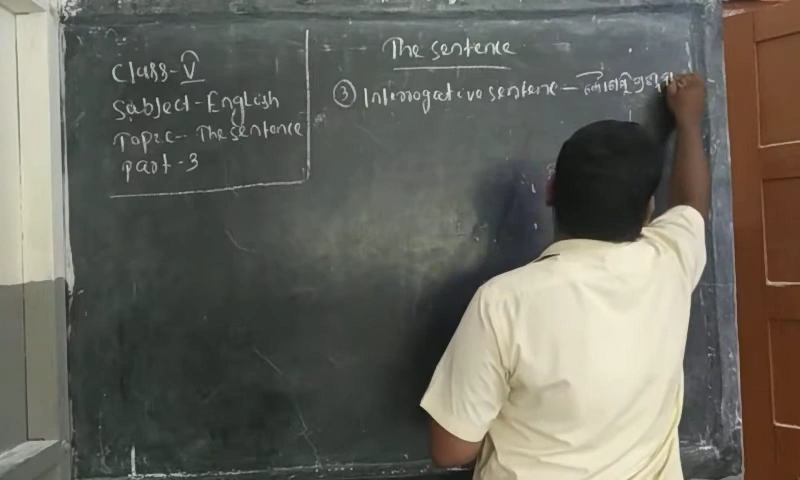 Class-V
Subject-English
Topic-The sentence
Part-3
The sentence
③ Interrogative sentence -